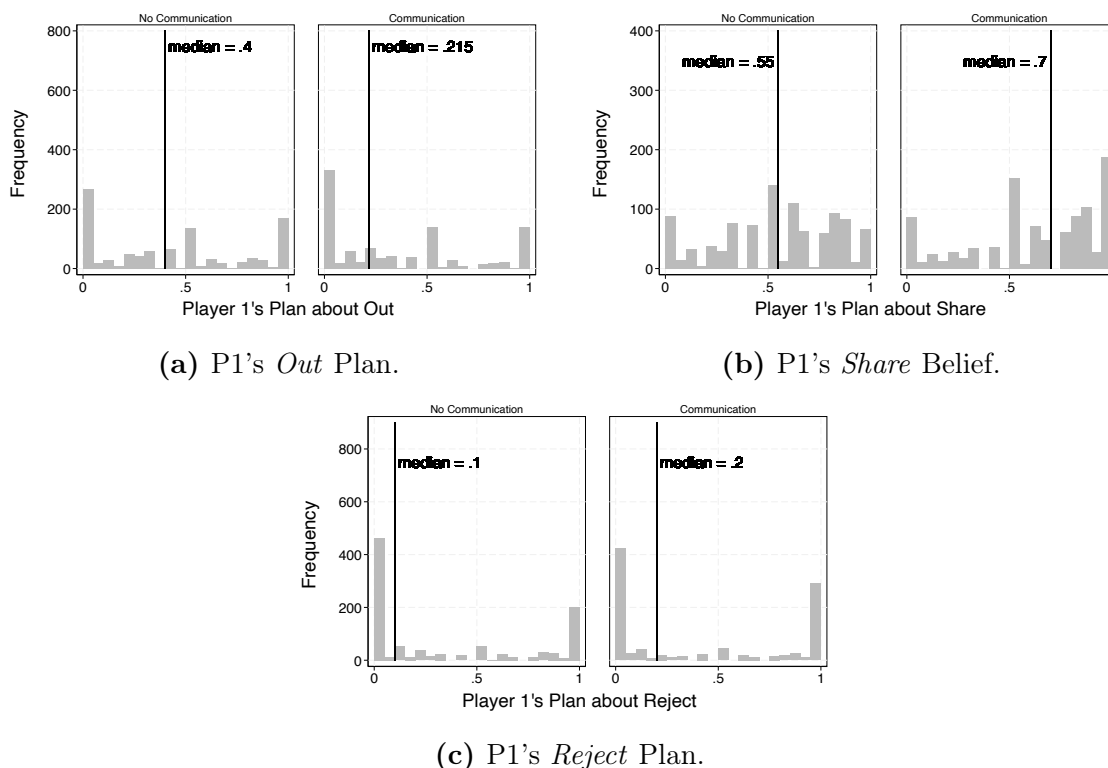 No Communication
Communication
800
600
400
200
0
Frequency
median = .4
median = .215
0 .5 1
0 .5 1
Player 1's Plan about Out
(a) P1's Out Plan.
No Communication
Communication
400
300
200
100
0
Frequency
median = .55
median = .7
0 .5 1
0 .5
Player 1's Plan about Share
(b) P1's Share Belief.
No Communication
Communication
800
600
400
200
0
Frequency
median = .1
median = .2
0 .5 1
0 .5 1
Player 1's Plan about Reject
(c) P1's Reject Plan.